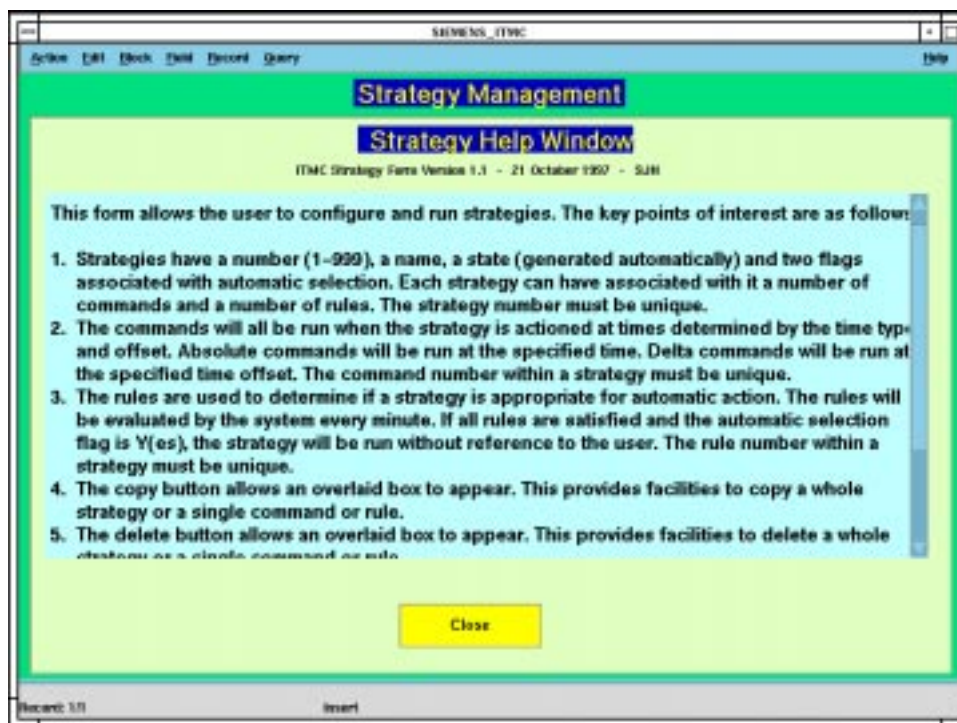 SIEMENS_ITMC
Action Edit Block Field Record Query Help
Strategy Management
Strategy Help Window
ITMC Strategy Form Version 1.1 - 21 October 1997 - SJH
This form allows the user to configure and run strategies. The key points of interest are as follows
1. Strategies have a number (1-999), a name, a state (generated automatically) and two flags
associated with automatic selection. Each strategy can have associated with it a number of
commands and a number of rules. The strategy number must be unique.
2. The commands will all be run when the strategy is actioned at times determined by the time type
and offset. Absolute commands will be run at the specified time. Delta commands will be run at
the specified time offset. The command number within a strategy must be unique.
3. The rules are used to determine if a strategy is appropriate for automatic action. The rules will
be evaluated by the system every minute. If all rules are satisfied and the automatic selection
flag is Y(es), the strategy will be run without reference to the user. The rule number within a
strategy must be unique.
4. The copy button allows an overlaid box to appear. This provides facilities to copy a whole
strategy or a single command or rule.
5. The delete button allows an overlaid box to appear. This provides facilities to delete a whole
strategy or a single command or rule
Close
Record: 1/1 Insert